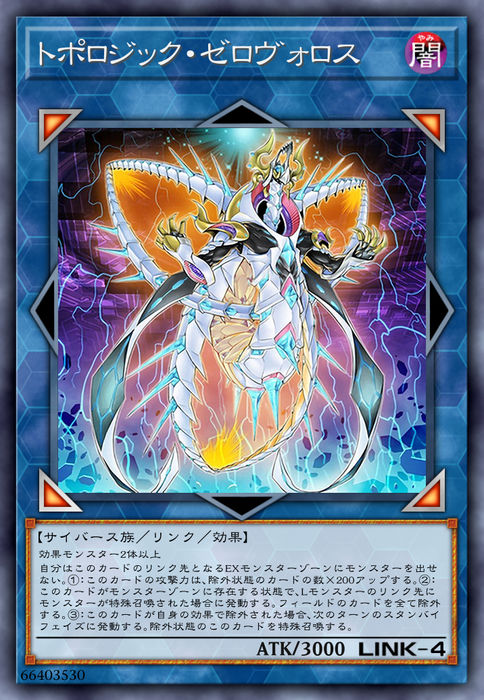 トポロジック・ゼロヴォロス
やみ
闇
【サイバース族／リンク／効果】
効果モンスター2体以上
自分はこのカードのリンク先となるEXモンスターゾーンにモンスターを出せ
ない。①：このカードの攻撃力は、除外状態のカードの数×200アップする。②：
このカードがモンスターゾーンに存在する状態で、Lモンスターのリンク先に
モンスターが特殊召喚された場合に発動する。フィールドのカードを全て除外
する。③：このカードが自身の効果で除外された場合、次のターンのスタンバイ
フェイズに発動する。除外状態のこのカードを特殊召喚する。
ATK/3000 LINK-4
66403530